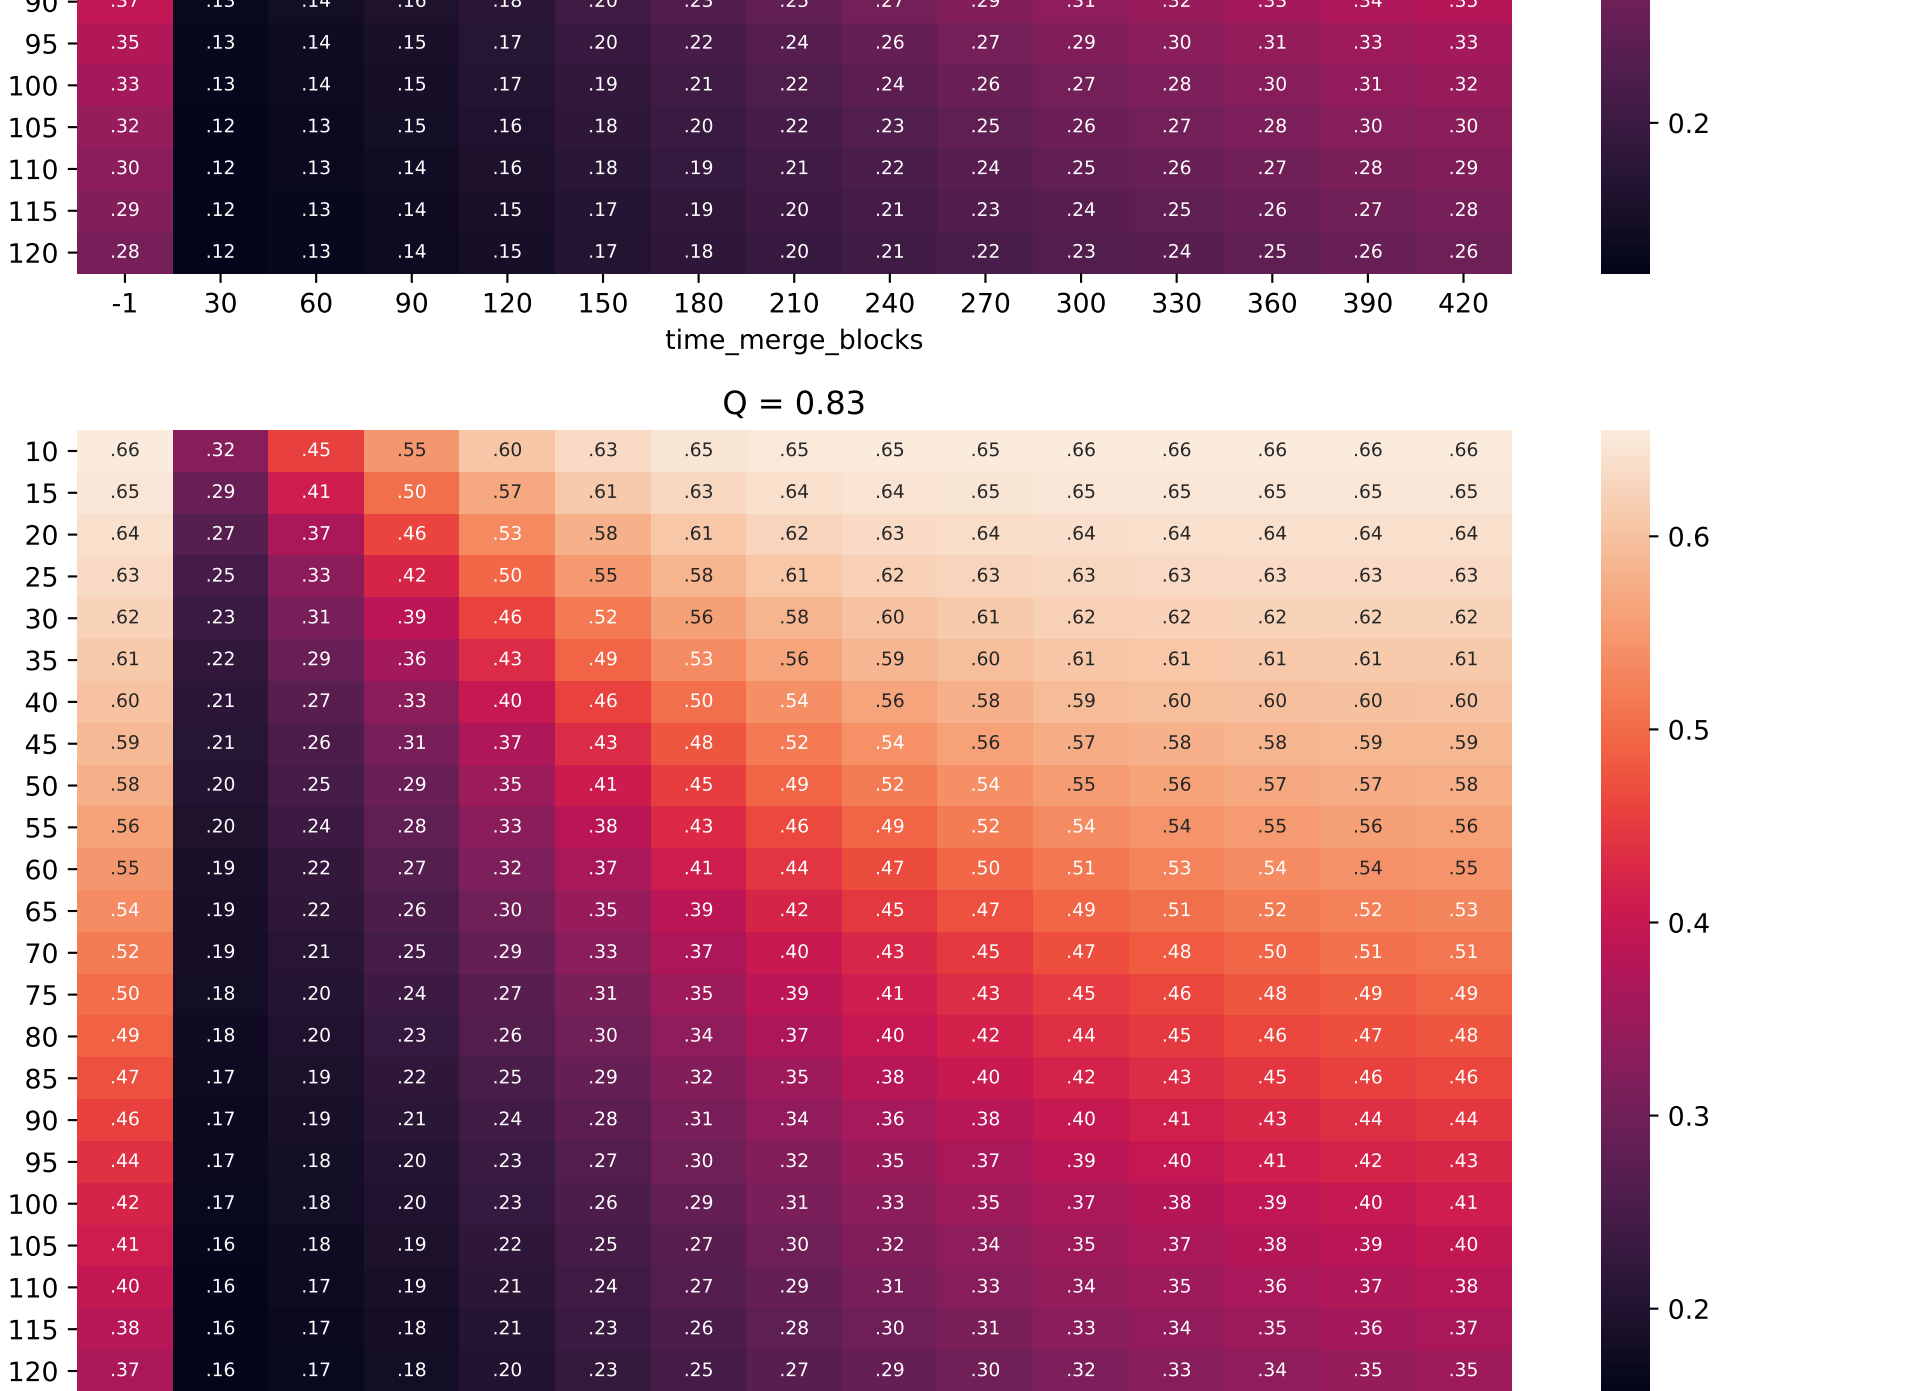 90 .37 .13 .14 .16 .18 .20 .23 .25 .27 .29 .31 .32 .33 .34 .35
95 .35 .13 .14 .15 .17 .20 .22 .24 .26 .27 .29 .30 .31 .33 .33
100 .33 .13 .14 .15 .17 .19 .21 .22 .24 .26 .27 .28 .30 .31 .32
105 .32 .12 .13 .15 .16 .18 .20 .22 .23 .25 .26 .27 .28 .30 .30 0.2
110 .30 .12 .13 .14 .16 .18 .19 .21 .22 .24 .25 .26 .27 .28 .29
115 .29 .12 .13 .14 .15 .17 .19 .20 .21 .23 .24 .25 .26 .27 .28
120 .28 .12 .13 .14 .15 .17 .18 .20 .21 .22 .23 .24 .25 .26 .26
-1 30 60 90 120 150 180 210 240 270 300 330 360 390 420
time_merge_blocks
Q = 0.83
10 .66 .32 .45 .55 .60 .63 .65 .65 .65 .65 .66 .66 .66 .66 .66
15 .65 .29 .41 .50 .57 .61 .63 .64 .64 .65 .65 .65 .65 .65 .65
20 .64 .27 .37 .46 .53 .58 .61 .62 .63 .64 .64 .64 .64 .64 .64 0.6
25 .63 .25 .33 .42 .50 .55 .58 .61 .62 .63 .63 .63 .63 .63 .63
30 .62 .23 .31 .39 .46 .52 .56 .58 .60 .61 .62 .62 .62 .62 .62
35 .61 .22 .29 .36 .43 .49 .53 .56 .59 .60 .61 .61 .61 .61 .61
40 .60 .21 .27 .33 .40 .46 .50 .54 .56 .58 .59 .60 .60 .60 .60
45 .59 .21 .26 .31 .37 .43 .48 .52 .54 .56 .57 .58 .58 .59 .59 0.5
50 .58 .20 .25 .29 .35 .41 .45 .49 .52 .54 .55 .56 .57 .57 .58
55 .56 .20 .24 .28 .33 .38 .43 .46 .49 .52 .54 .54 .55 .56 .56
60 .55 .19 .22 .27 .32 .37 .41 .44 .47 .50 .51 .53 .54 .54 .55
65 .54 .19 .22 .26 .30 .35 .39 .42 .45 .47 .49 .51 .52 .52 .53 0.4
70 .52 .19 .21 .25 .29 .33 .37 .40 .43 .45 .47 .48 .50 .51 .51
75 .50 .18 .20 .24 .27 .31 .35 .39 .41 .43 .45 .46 .48 .49 .49
80 .49 .18 .20 .23 .26 .30 .34 .37 .40 .42 .44 .45 .46 .47 .48
85 .47 .17 .19 .22 .25 .29 .32 .35 .38 .40 .42 .43 .45 .46 .46
90 .46 .17 .19 .21 .24 .28 .31 .34 .36 .38 .40 .41 .43 .44 .44 0.3
95 .44 .17 .18 .20 .23 .27 .30 .32 .35 .37 .39 .40 .41 .42 .43
100 .42 .17 .18 .20 .23 .26 .29 .31 .33 .35 .37 .38 .39 .40 .41
105 .41 .16 .18 .19 .22 .25 .27 .30 .32 .34 .35 .37 .38 .39 .40
110 .40 .16 .17 .19 .21 .24 .27 .29 .31 .33 .34 .35 .36 .37 .38 0.2
115 .38 .16 .17 .18 .21 .23 .26 .28 .30 .31 .33 .34 .35 .36 .37
120 .37 .16 .17 .18 .20 .23 .25 .27 .29 .30 .32 .33 .34 .35 .35